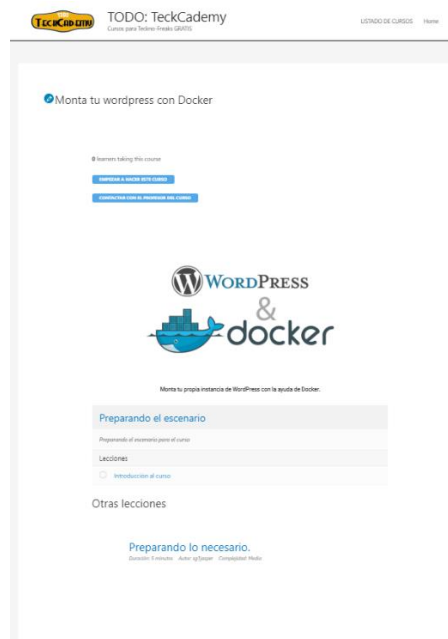 TODO
TECKCADEMY
TODO: TeckCademy
Cursos para Tecno-Freaks GRATIS
LISTADO DE CURSOS Home
Monta tu wordpress con Docker
0 learners taking this course
EMPEZAR A HACER ESTE CURSO
CONTACTAR CON EL PROFESOR DEL CURSO
WORDPRESS
&
docker
Monta tu propia instancia de WordPress con la ayuda de Docker.
Preparando el escenario
Preparando el escenario para el curso
Lecciones
Introducción al curso
Otras lecciones
Preparando lo necesario.
Duración: 5 minutos Autor: Complejidad: Media